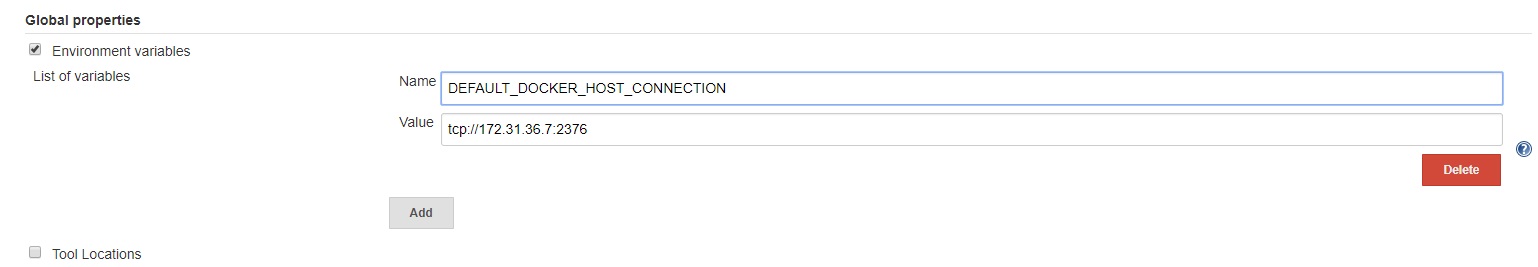 Global properties
Environment variables
List of variables
Name DEFAULT_DOCKER_HOST_CONNECTION
Value tcp://172.31.36.7:2376
?
Delete
Add
Tool Locations